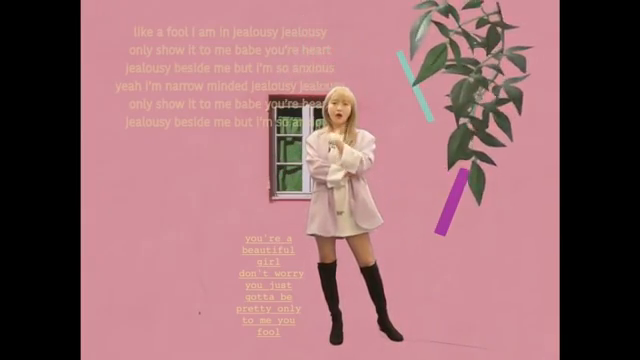 like a fool i am in jealousy jealousy
only show it to me babe you're heart
jealousy beside me but i'm so anxious
yeah i'm narrow minded jealousy jealousy
only show it to me babe you're heart
jealousy beside me but i'm so
you're a
beautiful
girl
don't worry
you just
gotta be
pretty only
to me you
fool